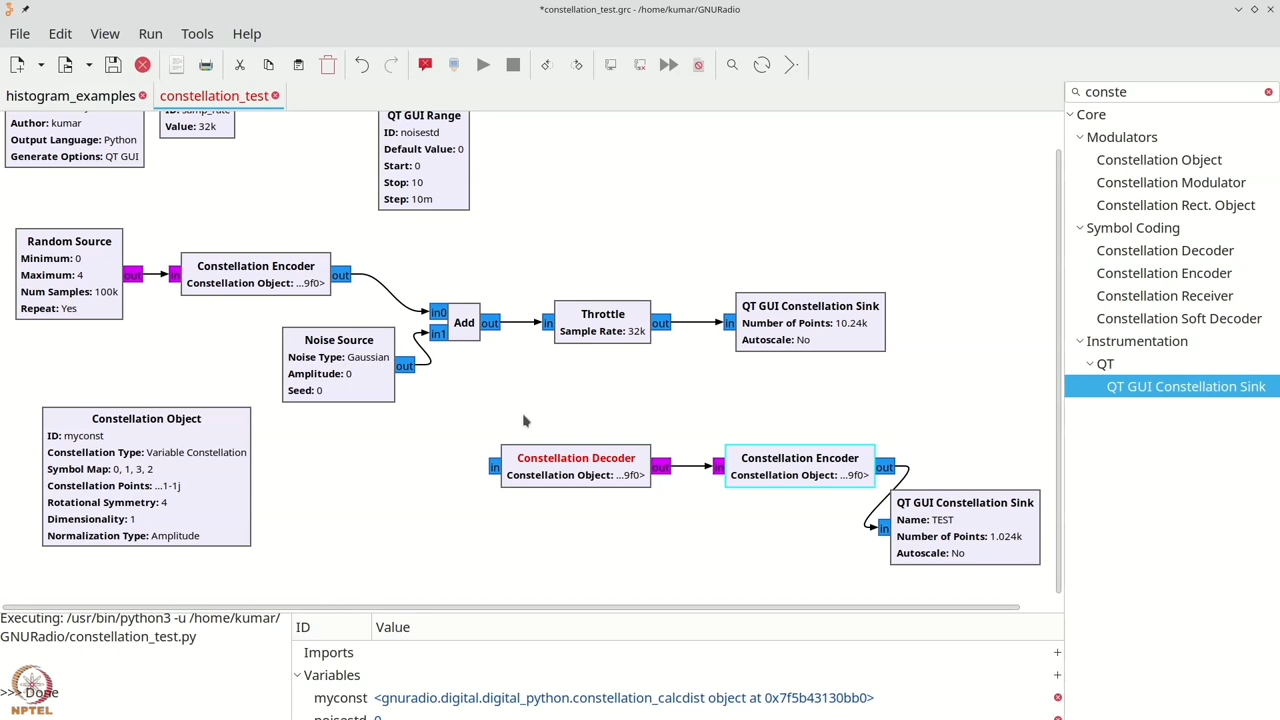 *constellation_test.grc - /home/kumar/GNURadio
File Edit View Run Tools Help
histogram_examples
constellation_test
conste
Author: kumar
Output Language: Python
Generate Options: QT GUI
ID: samp_rate
Value: 32k
QT GUI Range
ID: noisestd
Default Value: 0
Start: 0
Stop: 10
Step: 10m
Random Source
Minimum: 0
Maximum: 4
Num Samples: 100k
Repeat: Yes
out
in
Constellation Encoder
Constellation Object: ...9f0>
out
Noise Source
Noise Type: Gaussian
Amplitude: 0
Seed: 0
out
in0
in1
Add
out
in
Throttle
Sample Rate: 32k
out
in
QT GUI Constellation Sink
Number of Points: 10.24k
Autoscale: No
Constellation Object
ID: myconst
Constellation Type: Variable Constellation
Symbol Map: 0, 1, 3, 2
Constellation Points: ...1-1j
Rotational Symmetry: 4
Dimensionality: 1
Normalization Type: Amplitude
in
Constellation Decoder
Constellation Object: ...9f0>
out
in
Constellation Encoder
Constellation Object: ...9f0>
out
in
QT GUI Constellation Sink
Name: TEST
Number of Points: 1.024k
Autoscale: No
Core
Modulators
Constellation Object
Constellation Modulator
Constellation Rect. Object
Symbol Coding
Constellation Decoder
Constellation Encoder
Constellation Receiver
Constellation Soft Decoder
Instrumentation
QT
QT GUI Constellation Sink
Executing: /usr/bin/python3 -u /home/kumar/
GNURadio/constellation_test.py
>>> Done
NPTEL
ID Value
Imports
Variables
myconst <gnuradio.digital.digital_python.constellation_calcdist object at 0x7f5b43130bb0>
noisestd 0